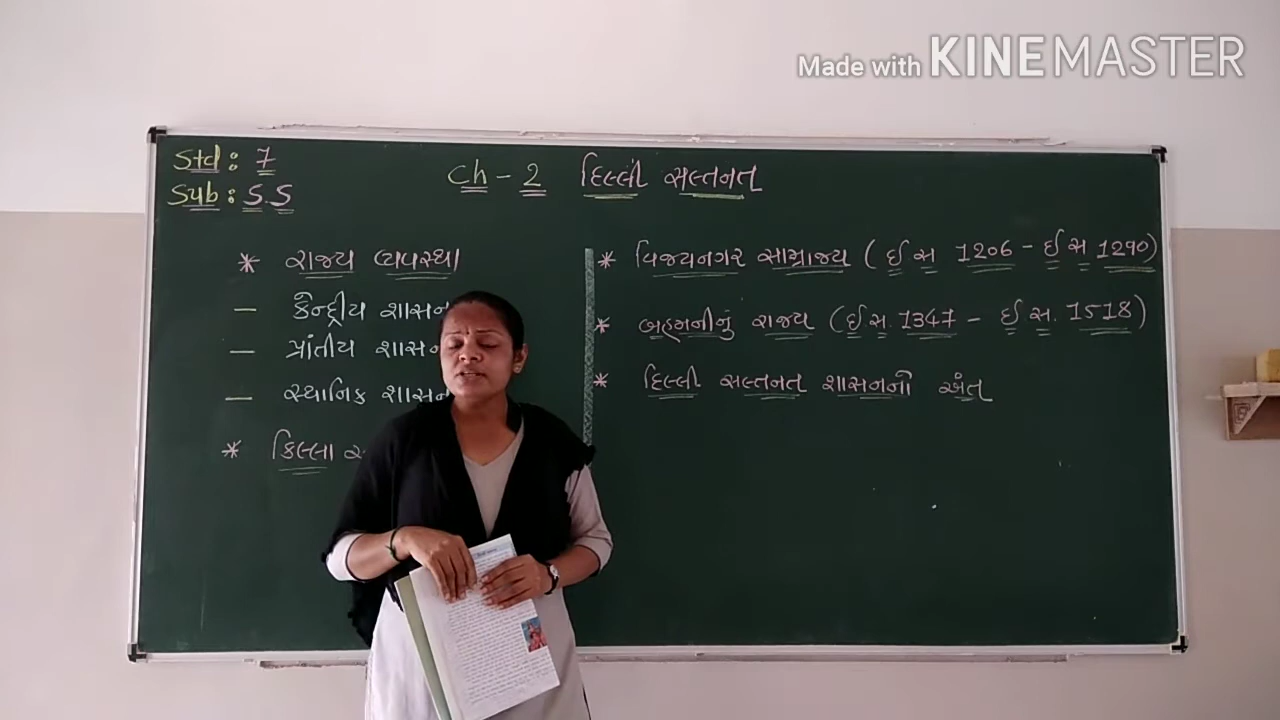 Made with KINEMASTER
Std : 7
Sub : S.S
Ch - 2 દિલ્લી સલ્તનત
* રાજ્ય વ્યવસ્થા
- કેન્દ્રીય શાસન
- પ્રાંતીય શાસન
- સ્થાનિક શાસન
* કિલ્લા
* વિજયનગર સામ્રાજ્ય ( ઈ સ 1206 - ઈ સ 1290 )
* બહમનીનું રાજ્ય ( ઈ સ. 1347 - ઈ સ. 1518 )
* દિલ્લી સલ્તનત શાસનનો અંત